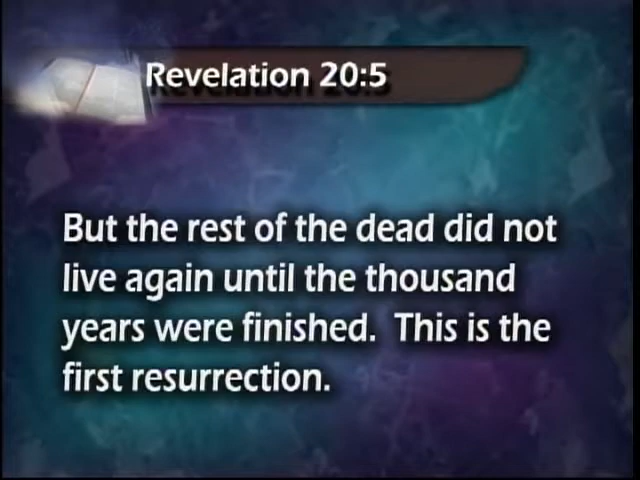 Revelation 20:5
But the rest of the dead did not
live again until the thousand
years were finished.  This is the
first resurrection.